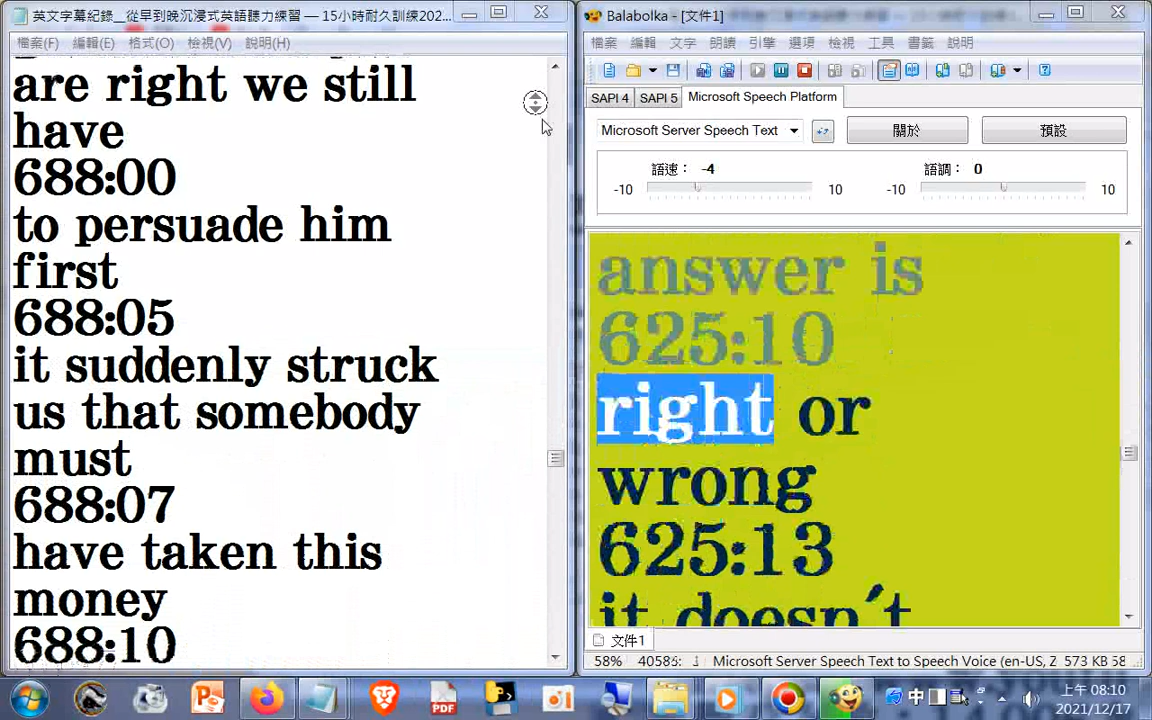 英文字幕紀錄__從早到晚沉浸式英語聽力練習 — 15小時耐久訓練202...
檔案(F) 編輯(E) 格式(O) 檢視(V) 說明(H)
are right we still
have
688:00
to persuade him
first
688:05
it suddenly struck
us that somebody
must
688:07
have taken this
money
688:10
Balabolka - [文件1]
檔案 編輯 文字 朗讀 引擎 選項 檢視 工具 書籤 說明
SAPI 4 SAPI 5 Microsoft Speech Platform
Microsoft Server Speech Text 關於 預設
語速： -4 語調： 0
-10 10 -10 10
answer is
625:10
right or
wrong
625:13
it doesn't
文件1
58% 40586: 1 Microsoft Server Speech Text to Speech Voice (en-US, Z 573 KB 58
中 上午 08:10
2021/12/17